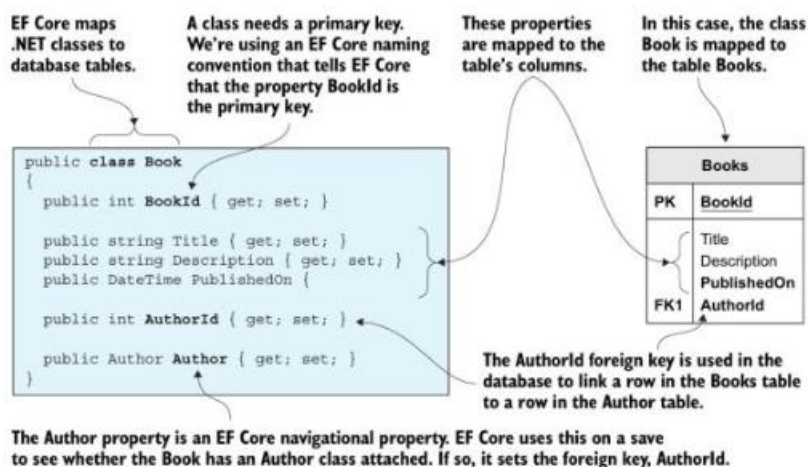 EF Core maps
.NET classes to
database tables.
A class needs a primary key.
We're using an EF Core naming
convention that tells EF Core
that the property BookId is
the primary key.
These properties
are mapped to the
table's columns.
In this case, the class
Book is mapped to
the table Books.
public class Book
{
public int BookId { get; set; }
public string Title { get; set; }
public string Description { get; set; }
public DateTime PublishedOn {
public int AuthorId { get; set; }
public Author Author { get; set; }
}
Books
PK BookId
Title
Description
PublishedOn
FK1 AuthorId
The AuthorId foreign key is used in the
database to link a row in the Books table
to a row in the Author table.
The Author property is an EF Core navigational property. EF Core uses this on a save
to see whether the Book has an Author class attached. If so, it sets the foreign key, AuthorId.